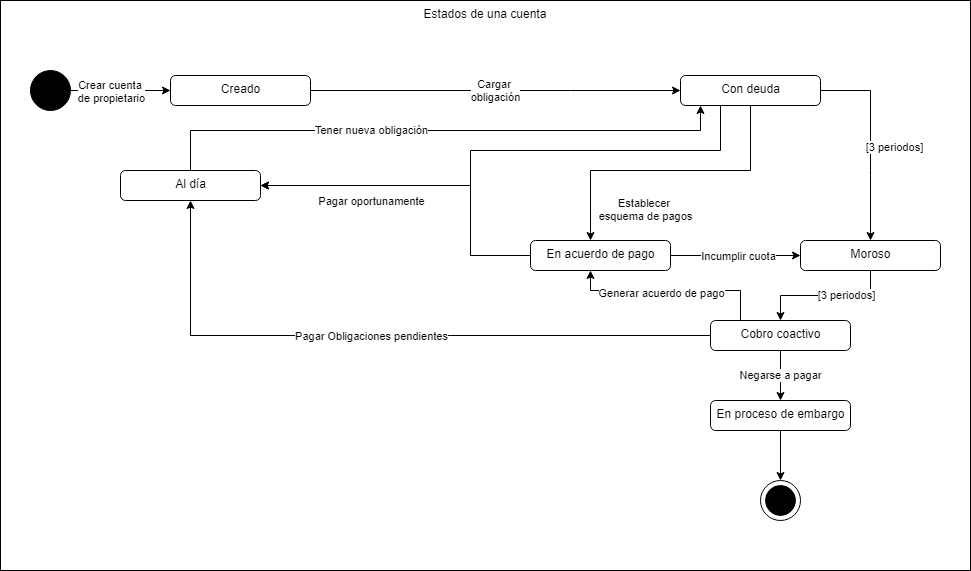 Estados de una cuenta
Crear cuenta
de propietario
Creado
Cargar
obligación
Con deuda
Tener nueva obligación
[3 periodos]
Al día
Pagar oportunamente
Establecer
esquema de pagos
En acuerdo de pago
Incumplir cuota
Moroso
Generar acuerdo de pago
[3 periodos]
Pagar Obligaciones pendientes
Cobro coactivo
Negarse a pagar
En proceso de embargo